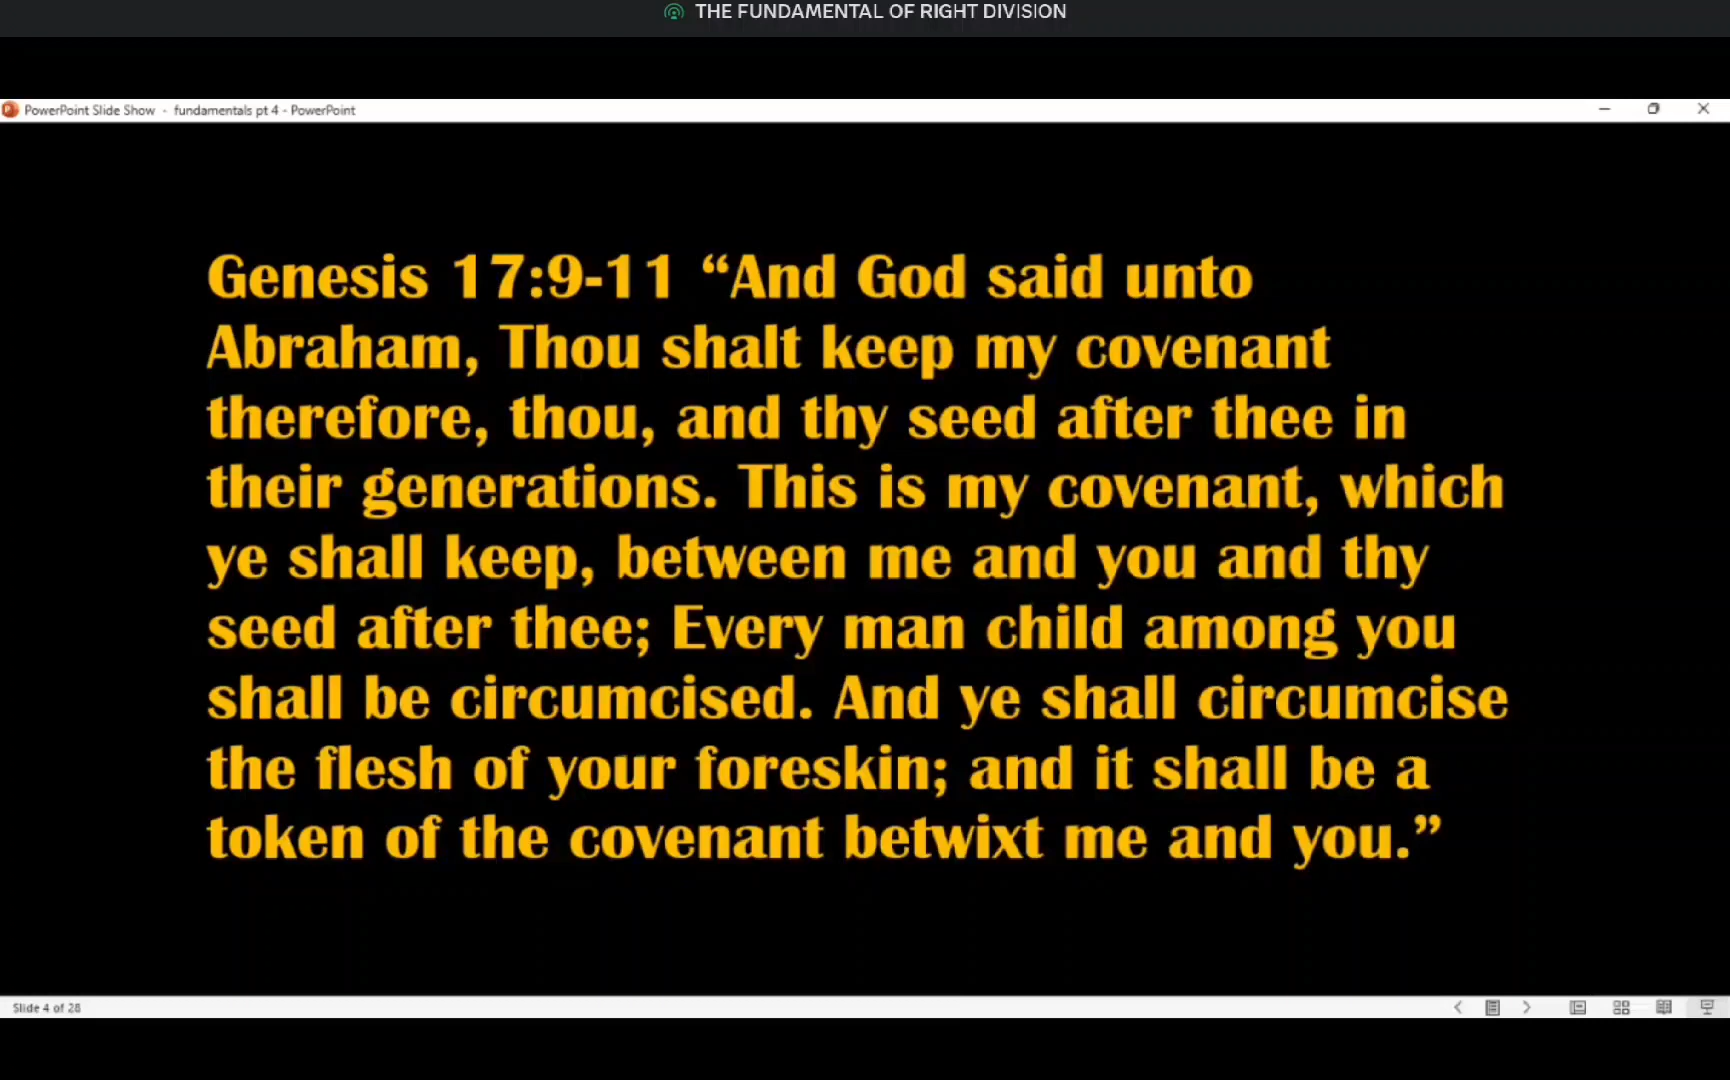 THE FUNDAMENTAL OF RIGHT DIVISION
PowerPoint Slide Show - fundamentals pt 4 - PowerPoint
Genesis 17:9-11 “And God said unto
Abraham, Thou shalt keep my covenant
therefore, thou, and thy seed after thee in
their generations. This is my covenant, which
ye shall keep, between me and you and thy
seed after thee; Every man child among you
shall be circumcised. And ye shall circumcise
the flesh of your foreskin; and it shall be a
token of the covenant betwixt me and you.”
Slide 4 of 28